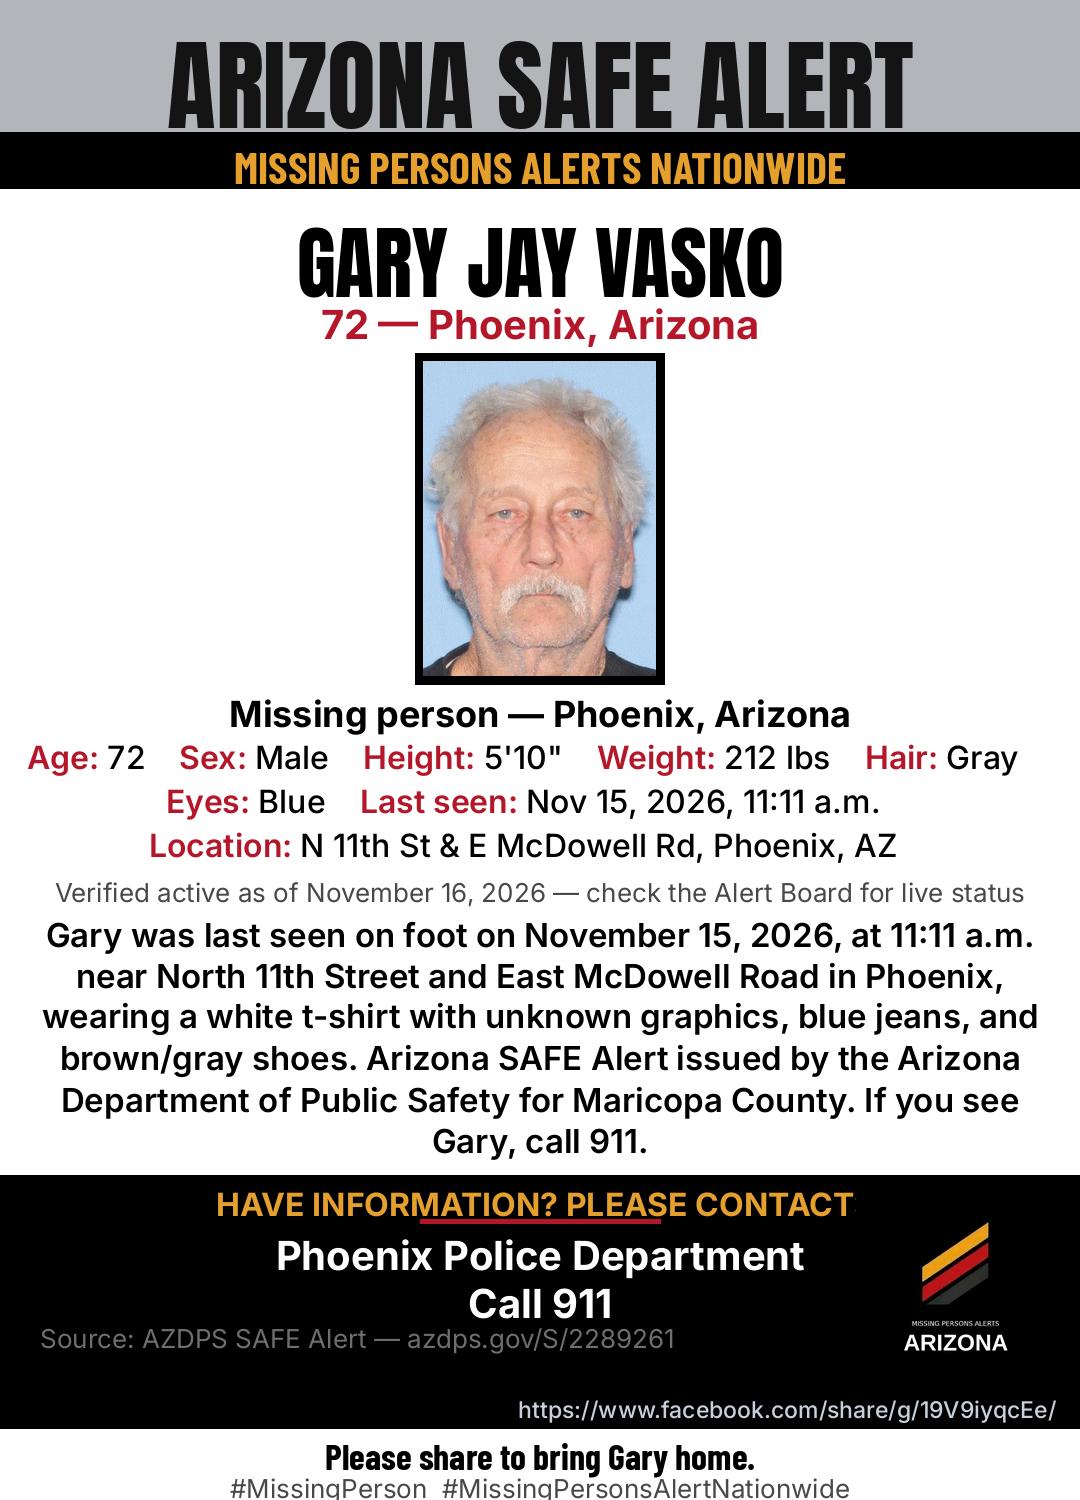 ARIZONA SAFE ALERT
MISSING PERSONS ALERTS NATIONWIDE
GARY JAY VASKO
72 — Phoenix, Arizona
Missing person — Phoenix, Arizona
Age: 72 Sex: Male Height: 5'10" Weight: 212 lbs Hair: Gray
Eyes: Blue Last seen: Nov 15, 2026, 11:11 a.m.
Location: N 11th St & E McDowell Rd, Phoenix, AZ
Verified active as of November 16, 2026 — check the Alert Board for live status
Gary was last seen on foot on November 15, 2026, at 11:11 a.m.
near North 11th Street and East McDowell Road in Phoenix,
wearing a white t-shirt with unknown graphics, blue jeans, and
brown/gray shoes. Arizona SAFE Alert issued by the Arizona
Department of Public Safety for Maricopa County. If you see
Gary, call 911.
HAVE INFORMATION? PLEASE CONTACT:
Phoenix Police Department
Call 911
Source: AZDPS SAFE Alert — azdps.gov/S/2289261
MISSING PERSONS ALERTS
ARIZONA
https://www.facebook.com/share/g/19V9iyqcEe/
Please share to bring Gary home.
#MissingPerson #MissingPersonsAlertNationwide